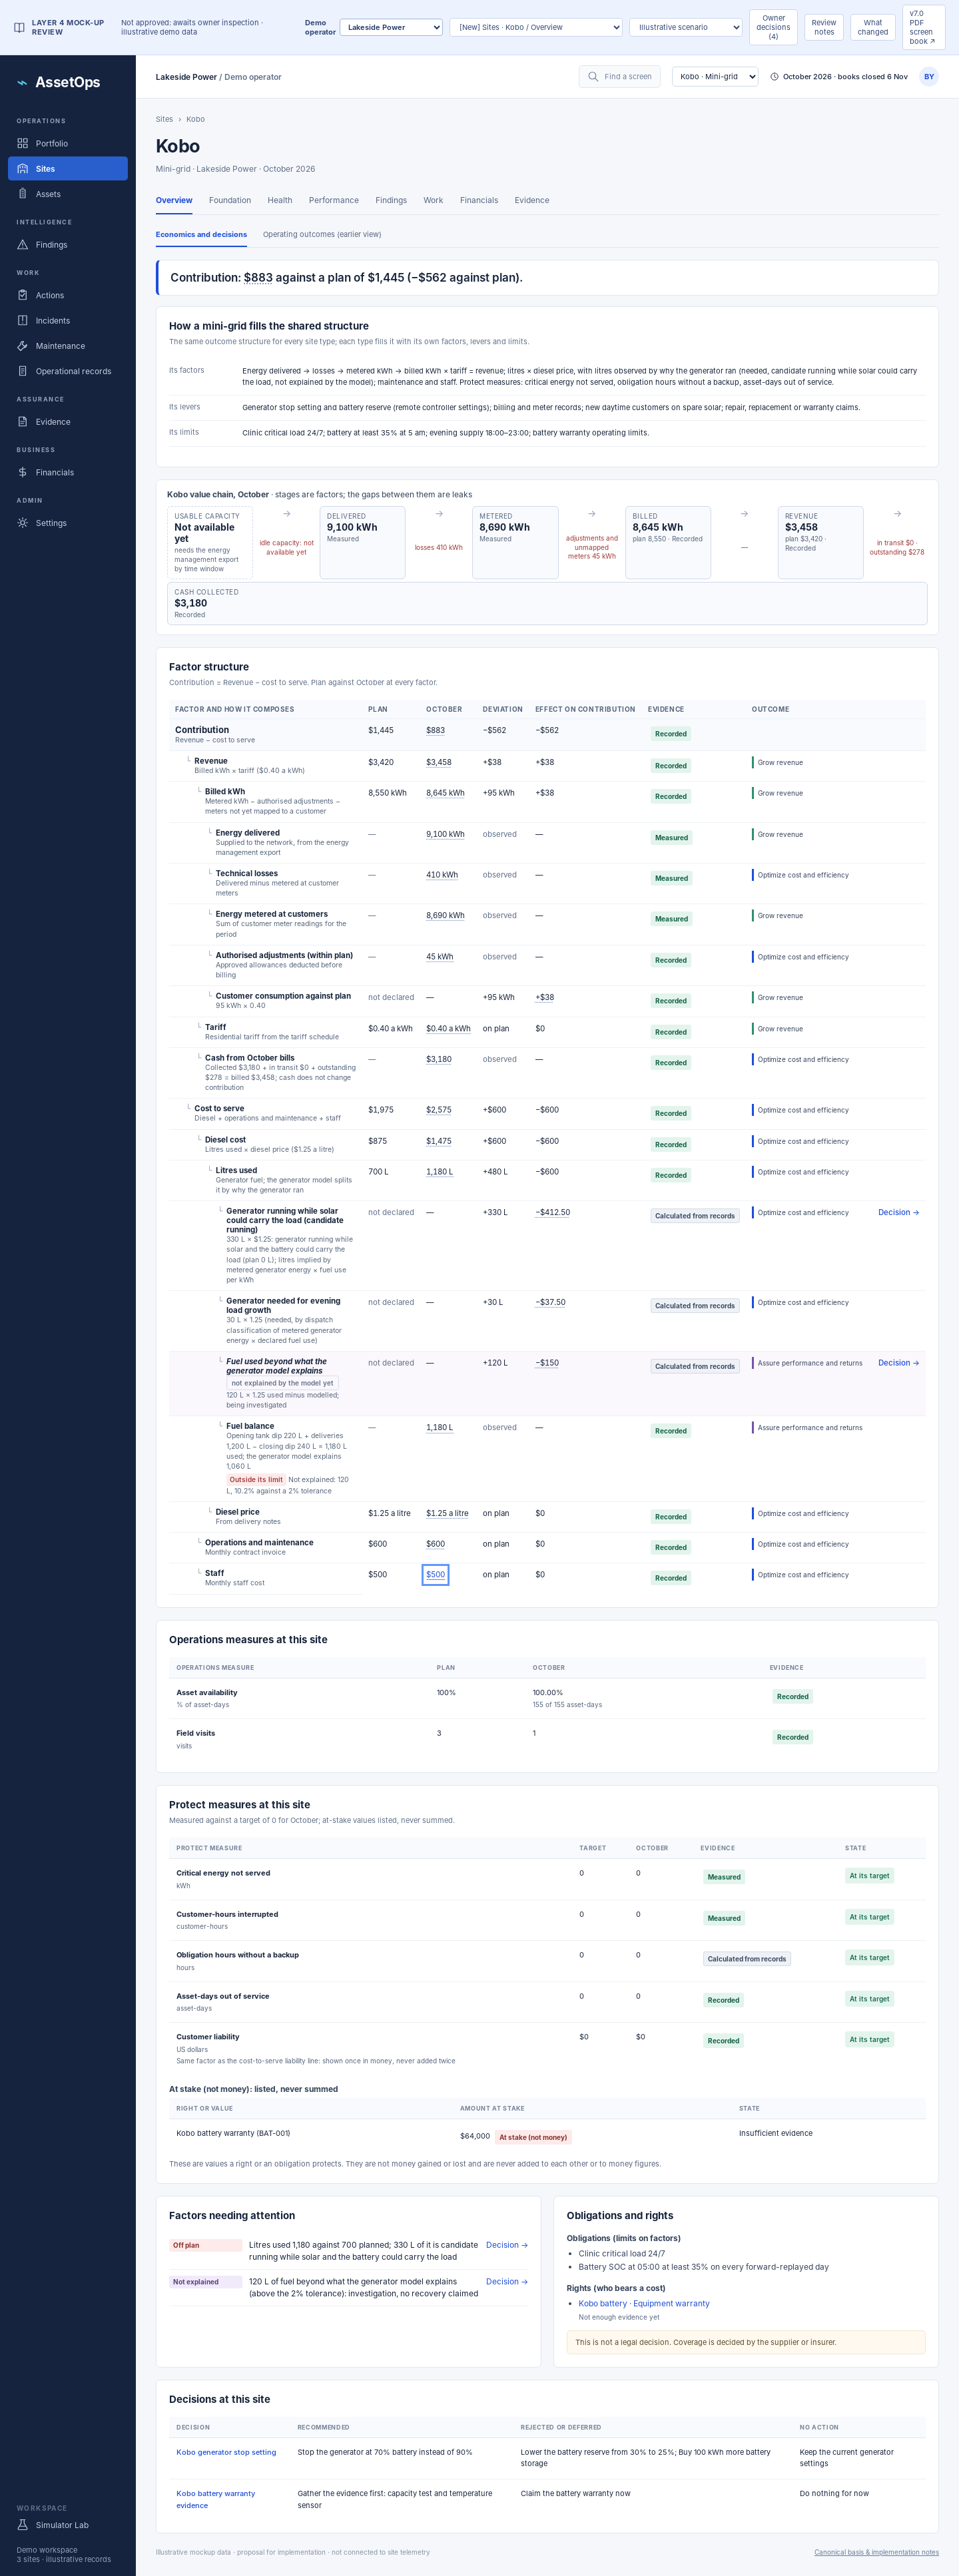 LAYER 4 MOCK-UP REVIEW
Not approved: awaits owner inspection · illustrative demo data
Demo operator
Lakeside Power
[New] Sites · Kobo / Overview
Illustrative scenario
Owner decisions (4)
Review notes
What changed
v7.0 PDF screen book ↗
AssetOps
OPERATIONS
Portfolio
Sites
Assets
INTELLIGENCE
Findings
WORK
Actions
Incidents
Maintenance
Operational records
ASSURANCE
Evidence
BUSINESS
Financials
ADMIN
Settings
WORKSPACE
Simulator Lab
Demo workspace
3 sites · illustrative records
Lakeside Power / Demo operator
Find a screen
Kobo · Mini-grid
October 2026 · books closed 6 Nov
BY
Sites › Kobo
Kobo
Mini-grid · Lakeside Power · October 2026
Overview Foundation Health Performance Findings Work Financials Evidence
Economics and decisions Operating outcomes (earlier view)
Contribution: $883 against a plan of $1,445 (−$562 against plan).
How a mini-grid fills the shared structure
The same outcome structure for every site type; each type fills it with its own factors, levers and limits.
Its factors
Energy delivered → losses → metered kWh → billed kWh × tariff = revenue; litres × diesel price, with litres observed by why the generator ran (needed, candidate running while solar could carry
the load, not explained by the model); maintenance and staff. Protect measures: critical energy not served, obligation hours without a backup, asset-days out of service.
Its levers
Generator stop setting and battery reserve (remote controller settings); billing and meter records; new daytime customers on spare solar; repair, replacement or warranty claims.
Its limits
Clinic critical load 24/7; battery at least 35% at 5 am; evening supply 18:00–23:00; battery warranty operating limits.
Kobo value chain, October · stages are factors; the gaps between them are leaks
USABLE CAPACITY
Not available yet
needs the energy management export by time window
→
idle capacity: not available yet
DELIVERED
9,100 kWh
Measured
→
losses 410 kWh
METERED
8,690 kWh
Measured
→
adjustments and unmapped meters 45 kWh
BILLED
8,645 kWh
plan 8,550 · Recorded
→
—
REVENUE
$3,458
plan $3,420 · Recorded
→
in transit $0 · outstanding $278
CASH COLLECTED
$3,180
Recorded
Factor structure
Contribution = Revenue − cost to serve. Plan against October at every factor.
FACTOR AND HOW IT COMPOSES PLAN OCTOBER DEVIATION EFFECT ON CONTRIBUTION EVIDENCE OUTCOME
Contribution $1,445 $883 −$562 −$562 Recorded
Revenue − cost to serve
Revenue $3,420 $3,458 +$38 +$38 Recorded Grow revenue
Billed kWh × tariff ($0.40 a kWh)
Billed kWh 8,550 kWh 8,645 kWh +95 kWh +$38 Recorded Grow revenue
Metered kWh − authorised adjustments −
meters not yet mapped to a customer
Energy delivered — 9,100 kWh observed — Measured Grow revenue
Supplied to the network, from the energy
management export
Technical losses — 410 kWh observed — Measured Optimize cost and efficiency
Delivered minus metered at customer
meters
Energy metered at customers — 8,690 kWh observed — Measured Grow revenue
Sum of customer meter readings for the
period
Authorised adjustments (within plan) — 45 kWh observed — Recorded Optimize cost and efficiency
Approved allowances deducted before
billing
Customer consumption against plan not declared — +95 kWh +$38 Recorded Grow revenue
95 kWh × 0.40
Tariff $0.40 a kWh $0.40 a kWh on plan $0 Recorded Grow revenue
Residential tariff from the tariff schedule
Cash from October bills — $3,180 observed — Recorded Optimize cost and efficiency
Collected $3,180 + in transit $0 + outstanding
$278 = billed $3,458; cash does not change
contribution
Cost to serve $1,975 $2,575 +$600 −$600 Recorded Optimize cost and efficiency
Diesel + operations and maintenance + staff
Diesel cost $875 $1,475 +$600 −$600 Recorded Optimize cost and efficiency
Litres used × diesel price ($1.25 a litre)
Litres used 700 L 1,180 L +480 L −$600 Recorded Optimize cost and efficiency
Generator fuel; the generator model splits
it by why the generator ran
Generator running while solar not declared — +330 L −$412.50 Calculated from records Optimize cost and efficiency Decision →
could carry the load (candidate
running)
330 L × $1.25: generator running while
solar and the battery could carry the
load (plan 0 L); litres implied by
metered generator energy × fuel use
per kWh
Generator needed for evening not declared — +30 L −$37.50 Calculated from records Optimize cost and efficiency
load growth
30 L × 1.25 (needed, by dispatch
classification of metered generator
energy × declared fuel use)
Fuel used beyond what the not declared — +120 L −$150 Calculated from records Assure performance and returns Decision →
generator model explains
not explained by the model yet
120 L × 1.25 used minus modelled;
being investigated
Fuel balance — 1,180 L observed — Recorded Assure performance and returns
Opening tank dip 220 L + deliveries
1,200 L − closing dip 240 L = 1,180 L
used; the generator model explains
1,060 L
Outside its limit Not explained: 120
L, 10.2% against a 2% tolerance
Diesel price $1.25 a litre $1.25 a litre on plan $0 Recorded Optimize cost and efficiency
From delivery notes
Operations and maintenance $600 $600 on plan $0 Recorded Optimize cost and efficiency
Monthly contract invoice
Staff $500 $500 on plan $0 Recorded Optimize cost and efficiency
Monthly staff cost
Operations measures at this site
OPERATIONS MEASURE PLAN OCTOBER EVIDENCE
Asset availability 100% 100.00% Recorded
% of asset-days 155 of 155 asset-days
Field visits 3 1 Recorded
visits
Protect measures at this site
Measured against a target of 0 for October; at-stake values listed, never summed.
PROTECT MEASURE TARGET OCTOBER EVIDENCE STATE
Critical energy not served 0 0 Measured At its target
kWh
Customer-hours interrupted 0 0 Measured At its target
customer-hours
Obligation hours without a backup 0 0 Calculated from records At its target
hours
Asset-days out of service 0 0 Recorded At its target
asset-days
Customer liability $0 $0 Recorded At its target
US dollars
Same factor as the cost-to-serve liability line: shown once in money, never added twice
At stake (not money): listed, never summed
RIGHT OR VALUE AMOUNT AT STAKE STATE
Kobo battery warranty (BAT-001) $64,000 At stake (not money) Insufficient evidence
These are values a right or an obligation protects. They are not money gained or lost and are never added to each other or to money figures.
Factors needing attention
Off plan Litres used 1,180 against 700 planned; 330 L of it is candidate Decision →
running while solar and the battery could carry the load
Not explained 120 L of fuel beyond what the generator model explains Decision →
(above the 2% tolerance): investigation, no recovery claimed
Obligations and rights
Obligations (limits on factors)
• Clinic critical load 24/7
• Battery SOC at 05:00 at least 35% on every forward-replayed day
Rights (who bears a cost)
• Kobo battery · Equipment warranty
Not enough evidence yet
This is not a legal decision. Coverage is decided by the supplier or insurer.
Decisions at this site
DECISION RECOMMENDED REJECTED OR DEFERRED NO ACTION
Kobo generator stop setting Stop the generator at 70% battery instead of 90% Lower the battery reserve from 30% to 25%; Buy 100 kWh more battery storage Keep the current generator settings
Kobo battery warranty evidence Gather the evidence first: capacity test and temperature sensor Claim the battery warranty now Do nothing for now
Illustrative mockup data · proposal for implementation · not connected to site telemetry
Canonical basis & implementation notes